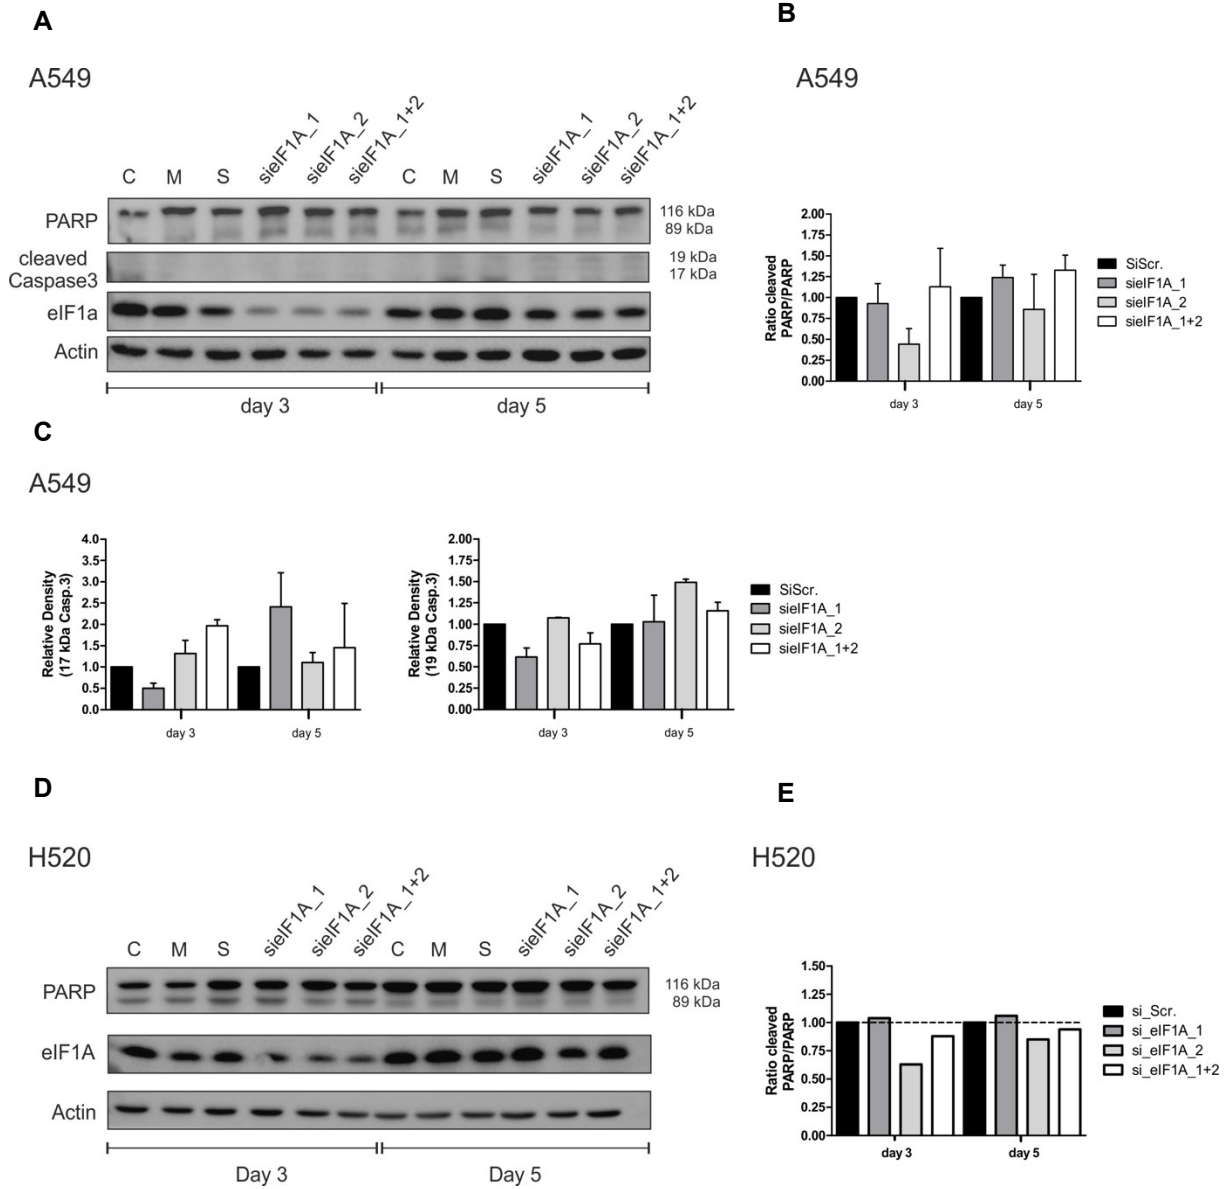 A
A549
C M S sieIF1A_1 sieIF1A_2 sieIF1A_1+2 C M S sieIF1A_1 sieIF1A_2 sieIF1A_1+2
PARP
116 kDa
89 kDa
cleaved
Caspase3
19 kDa
17 kDa
eIF1a
Actin
day 3 day 5
B
A549
Ratio cleaved
PARP/PARP
2.00
1.75
1.50
1.25
1.00
0.75
0.50
0.25
0.00
day 3 day 5
SiScr.
sieIF1A_1
sieIF1A_2
sieIF1A_1+2
C
A549
Relative Density
(17 kDa Casp.3)
4.0
3.5
3.0
2.5
2.0
1.5
1.0
0.5
0.0
day 3 day 5
Relative Density
(19 kDa Casp.3)
2.00
1.75
1.50
1.25
1.00
0.75
0.50
0.25
0.00
day 3 day 5
SiScr.
sieIF1A_1
sieIF1A_2
sieIF1A_1+2
D
H520
C M S sieIF1A_1 sieIF1A_2 sieIF1A_1+2 C M S sieIF1A_1 sieIF1A_2 sieIF1A_1+2
PARP
116 kDa
89 kDa
eIF1A
Actin
Day 3 Day 5
E
H520
Ratio cleaved
PARP/PARP
1.50
1.25
1.00
0.75
0.50
0.25
0.00
day 3 day 5
si_Scr.
si_eIF1A_1
si_eIF1A_2
si_eIF1A_1+2